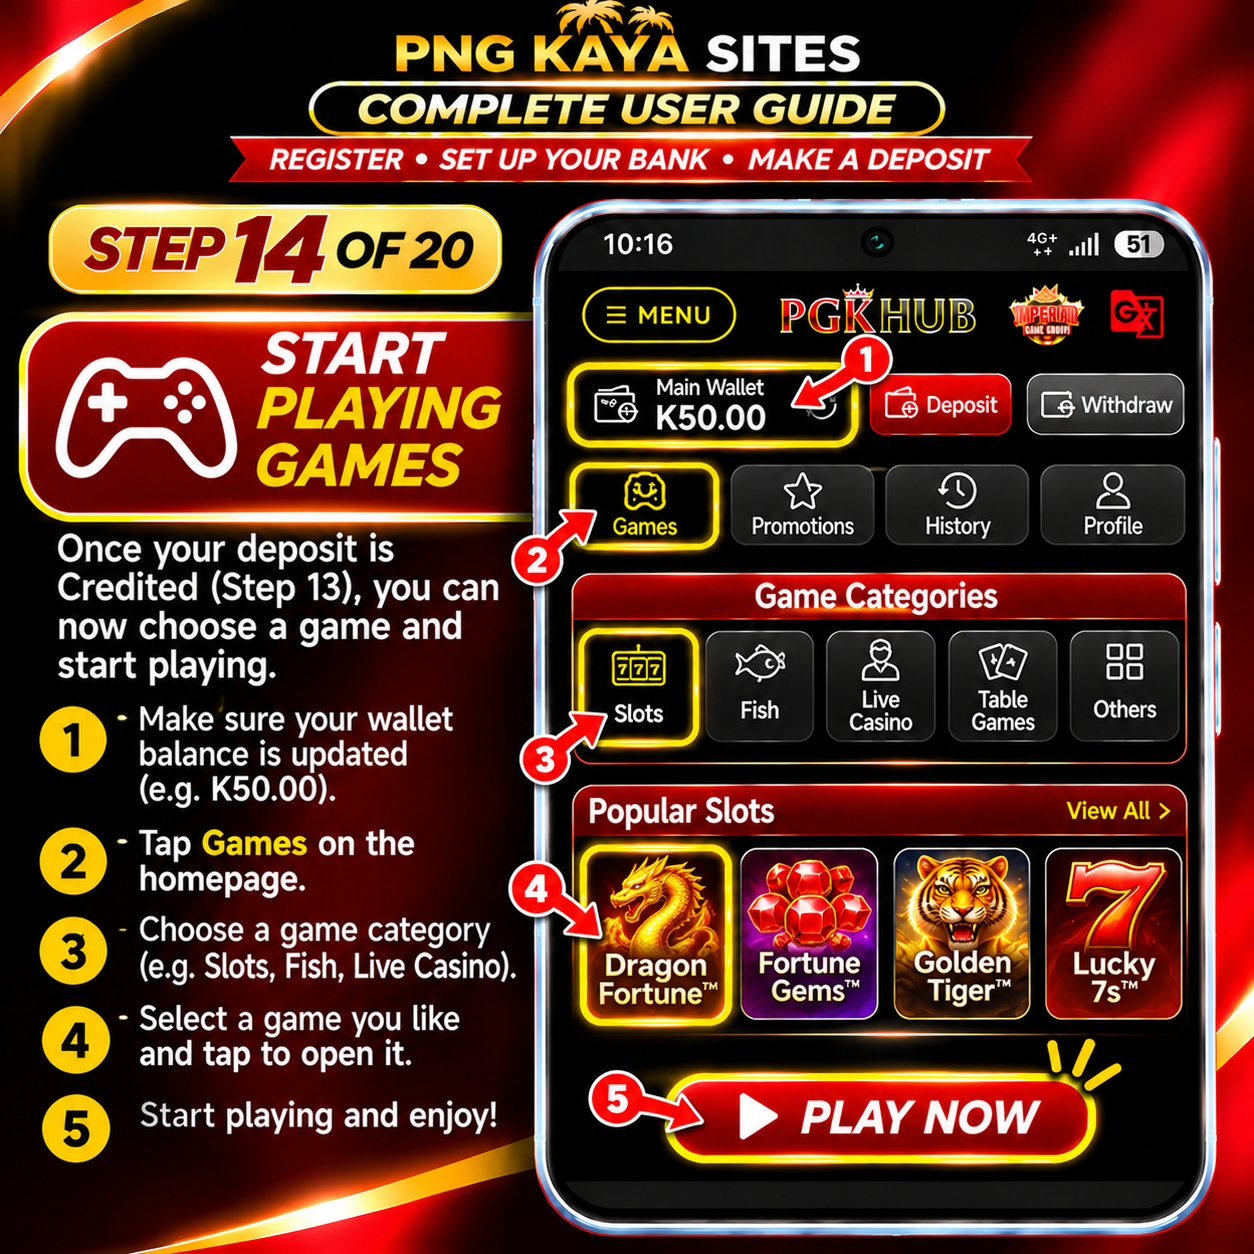 PNG KAYA SITES
COMPLETE USER GUIDE
REGISTER • SET UP YOUR BANK • MAKE A DEPOSIT
STEP 14 OF 20
START
PLAYING
GAMES
Once your deposit is
Credited (Step 13), you can
now choose a game and
start playing.
1 - Make sure your wallet
balance is updated
(e.g. K50.00).
2 - Tap Games on the
homepage.
3 - Choose a game category
(e.g. Slots, Fish, Live Casino).
4 - Select a game you like
and tap to open it.
5 Start playing and enjoy!
10:16
4G+
++
51
MENU
PGKHUB
IMPERIAL
GAME GROUP
GX
1
Main Wallet
K50.00
Deposit
Withdraw
Games
Promotions
History
Profile
2
Game Categories
777
Slots
Fish
Live
Casino
Table
Games
Others
3
Popular Slots
View All >
4
Dragon
Fortune™
Fortune
Gems™
Golden
Tiger™
7
Lucky
7s™
5
PLAY NOW